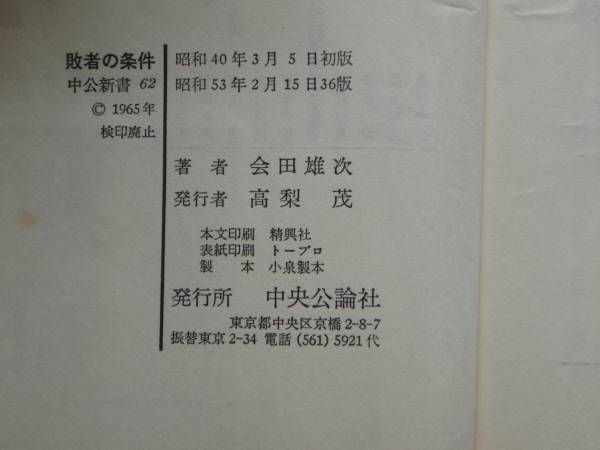 敗者の条件
中公新書 62
© 1965年
検印廃止
昭和40年3月5日初版
昭和53年2月15日36版
著者 会田雄次
発行者 高梨茂
本文印刷 精興社
表紙印刷 トープロ
製本 小泉製本
発行所 中央公論社
東京都中央区京橋2-8-7
振替東京2-34 電話 (561) 5921代